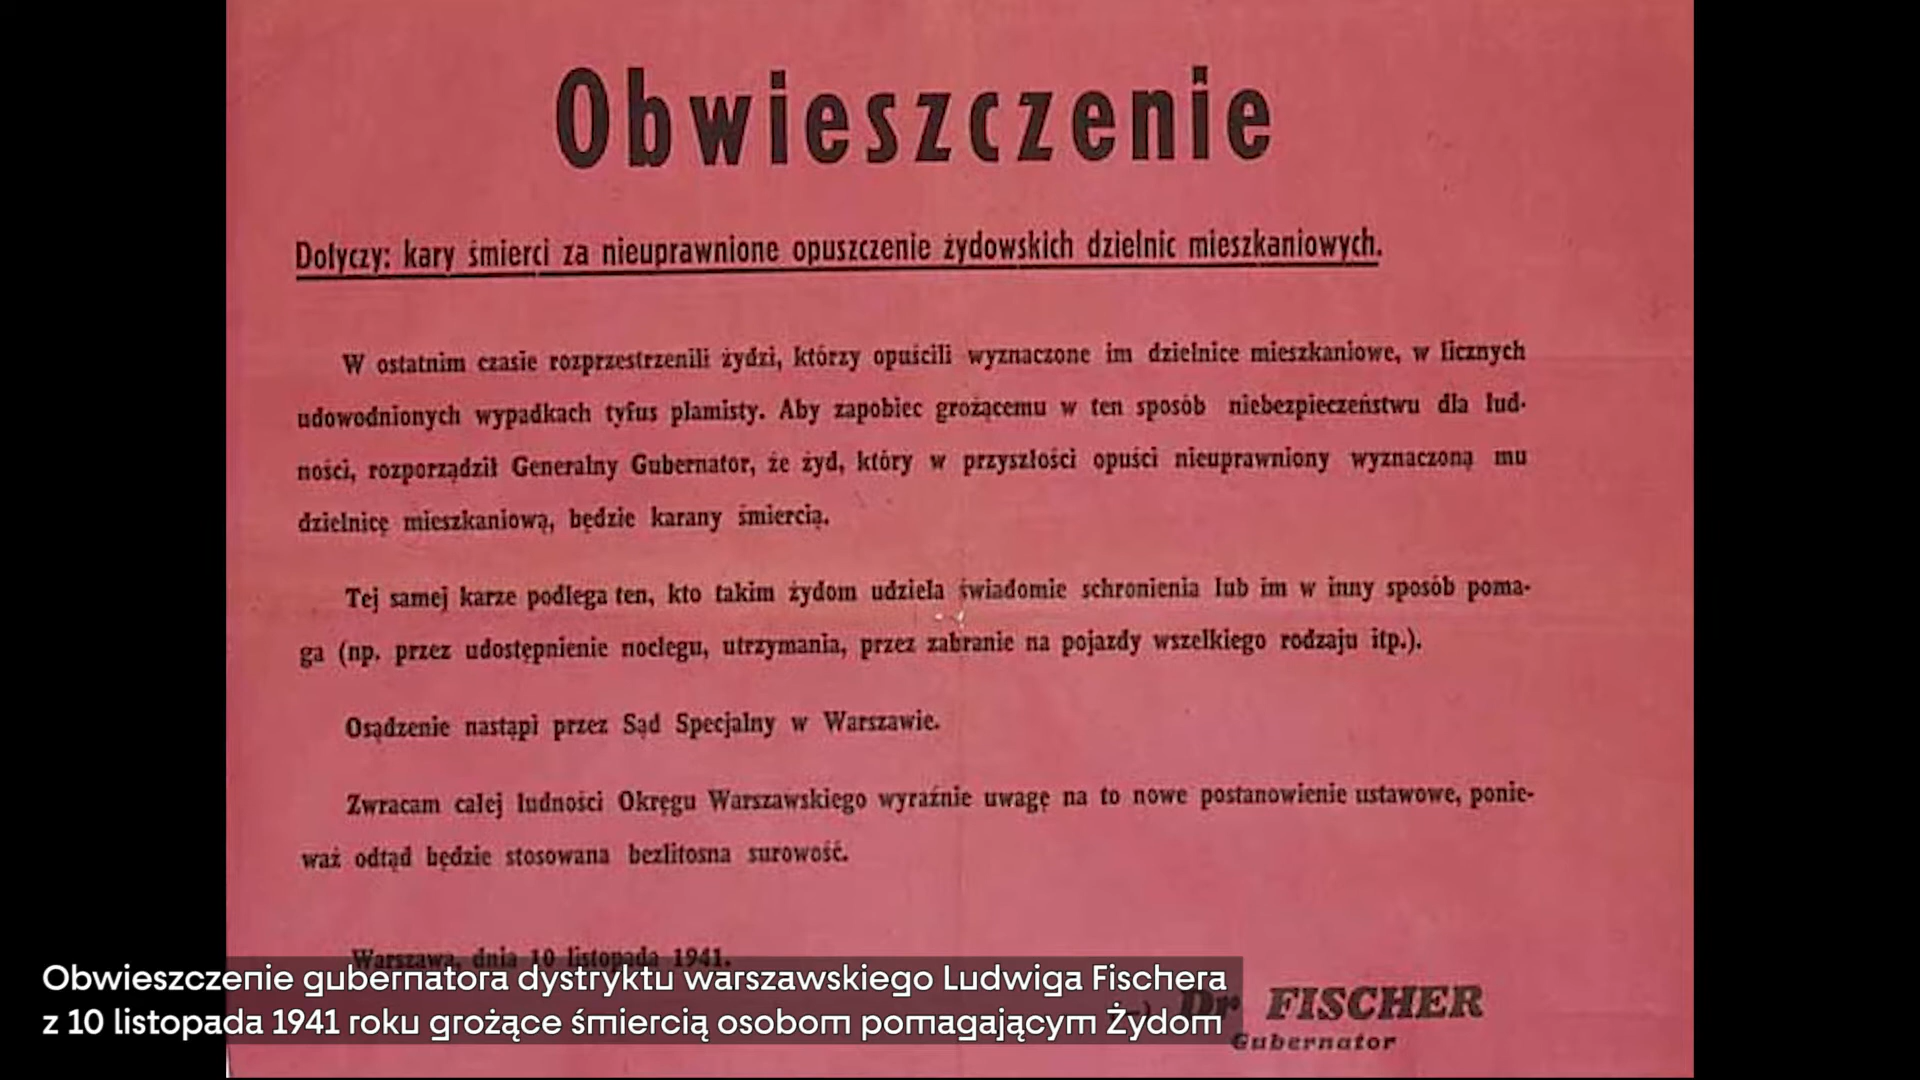 Obwieszczenie
Dotyczy: kary śmierci za nieuprawnione opuszczenie żydowskich dzielnic mieszkaniowych.
W ostatnim czasie rozprzestrzenili żydzi, którzy opuścili wyznaczone im dzielnice mieszkaniowe, w licznych
udowodnionych wypadkach tyfus plamisty. Aby zapobiec grożącemu w ten sposób niebezpieczeństwu dla lud-
ności, rozporządził Generalny Gubernator, że żyd, który w przyszłości opuści nieuprawniony wyznaczoną mu
dzielnicę mieszkaniową, będzie karany śmiercią.
Tej samej karze podlega ten, kto takim żydom udziela świadomie schronienia lub im w inny sposób poma-
ga (np. przez udostępnienie noclegu, utrzymania, przez zabranie na pojazdy wszelkiego rodzaju itp.).
Osądzenie nastąpi przez Sąd Specjalny w Warszawie.
Zwracam całej ludności Okręgu Warszawskiego wyraźnie uwagę na to nowe postanowienie ustawowe, ponie-
waż odtąd będzie stosowana bezlitosna surowość.
Warszawa, dnia 10 listopada 1941.
Dr FISCHER
Gubernator
Obwieszczenie gubernatora dystryktu warszawskiego Ludwiga Fischera
z 10 listopada 1941 roku grożące śmiercią osobom pomagającym Żydom